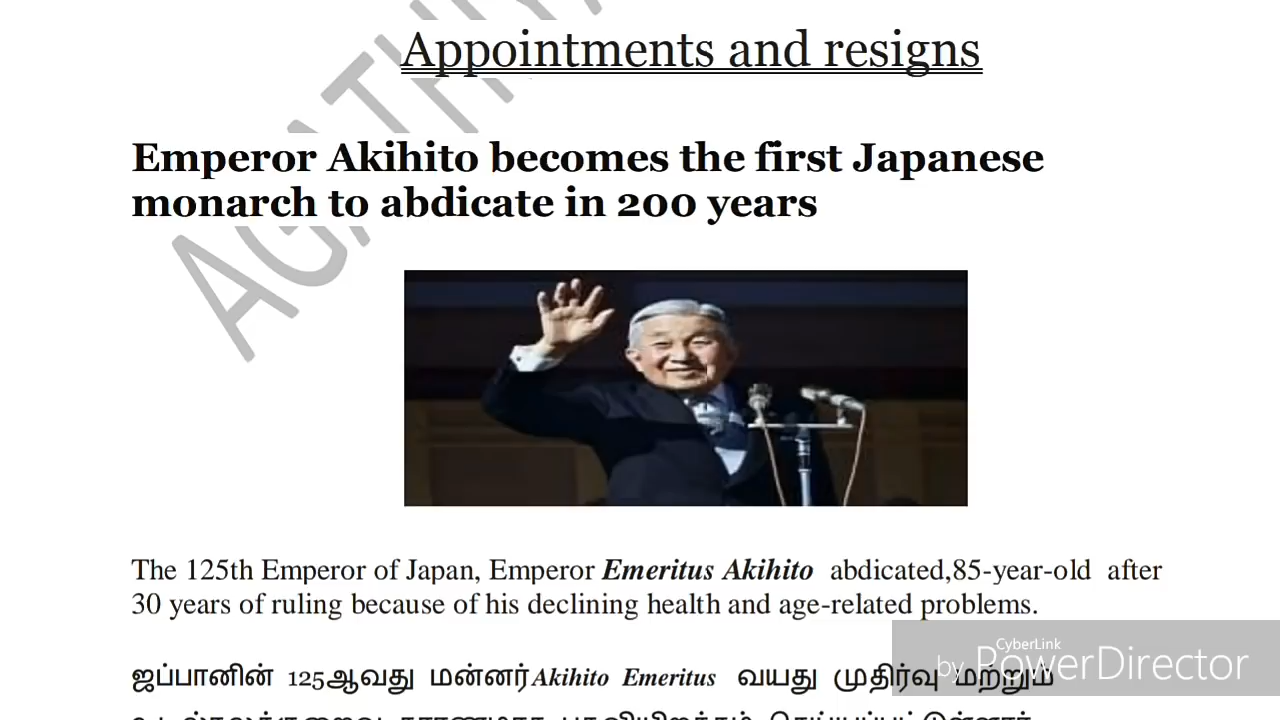 Appointments and resigns
Emperor Akihito becomes the first Japanese
monarch to abdicate in 200 years
The 125th Emperor of Japan, Emperor Emeritus Akihito abdicated,85-year-old after
30 years of ruling because of his declining health and age-related problems.
CyberLink
by PowerDirector
ஜப்பானின் 125ஆவது மன்னர்Akihito Emeritus வயது முதிர்வு மற்றும்